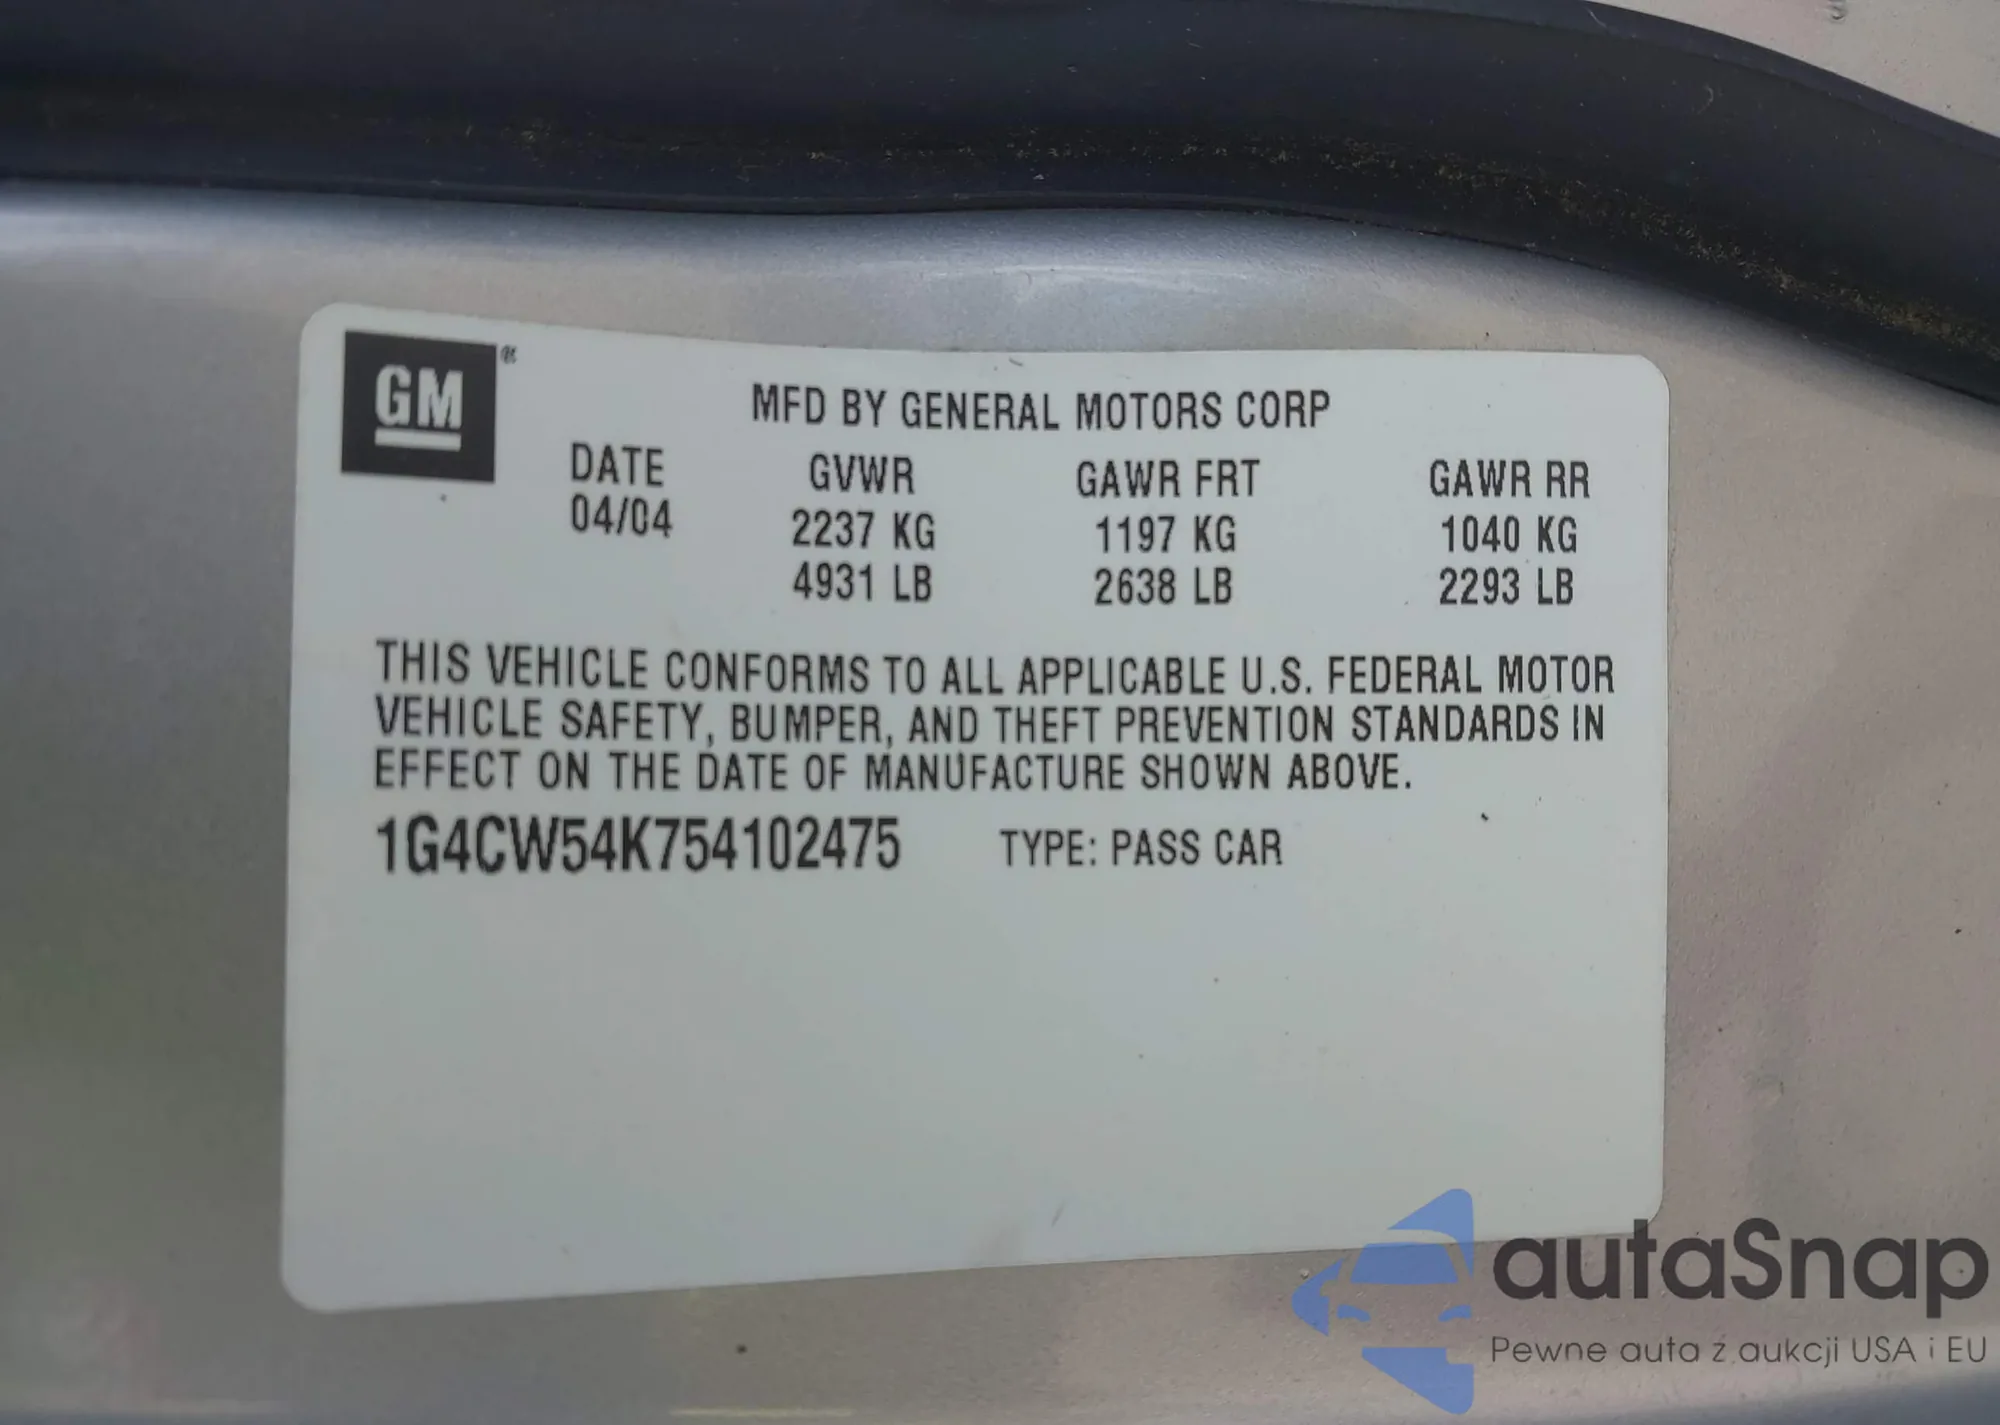 GM ®
MFD BY GENERAL MOTORS CORP
DATE GVWR GAWR FRT GAWR RR
04/04 2237 KG 1197 KG 1040 KG
4931 LB 2638 LB 2293 LB
THIS VEHICLE CONFORMS TO ALL APPLICABLE U.S. FEDERAL MOTOR
VEHICLE SAFETY, BUMPER, AND THEFT PREVENTION STANDARDS IN
EFFECT ON THE DATE OF MANUFACTURE SHOWN ABOVE.
1G4CW54K754102475 TYPE: PASS CAR
autaSnap
Pewne auta z aukcji USA i EU